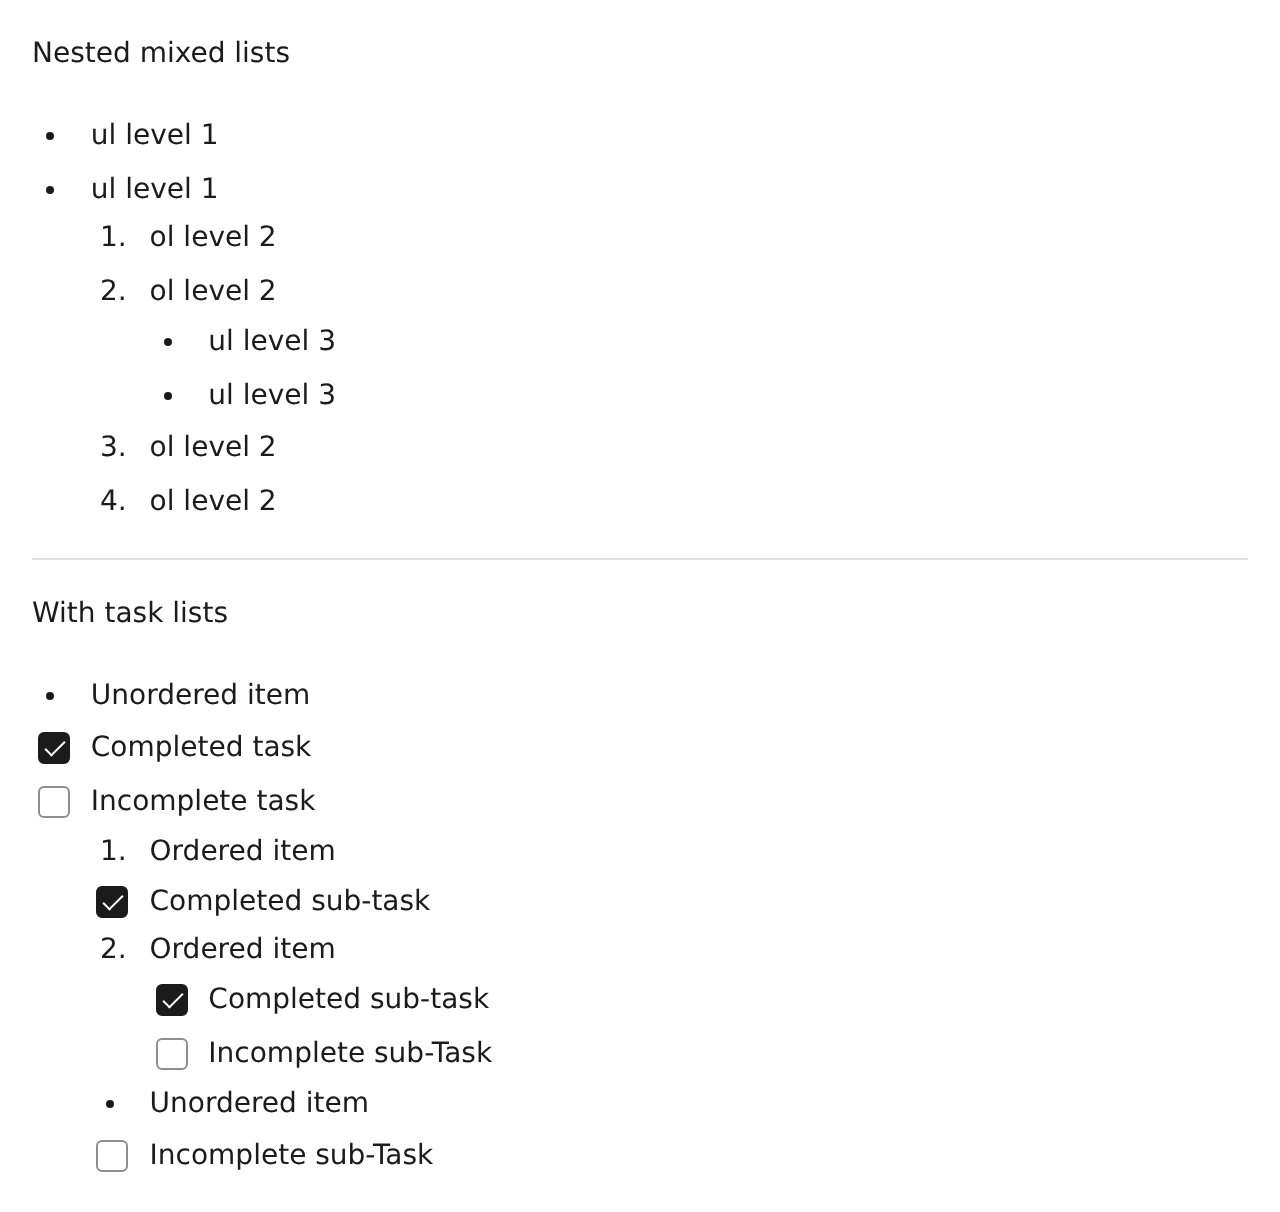 Nested mixed lists
• ul level 1
• ul level 1
1. ol level 2
2. ol level 2
• ul level 3
• ul level 3
3. ol level 2
4. ol level 2
With task lists
• Unordered item
Completed task
Incomplete task
1. Ordered item
Completed sub-task
2. Ordered item
Completed sub-task
Incomplete sub-Task
• Unordered item
Incomplete sub-Task